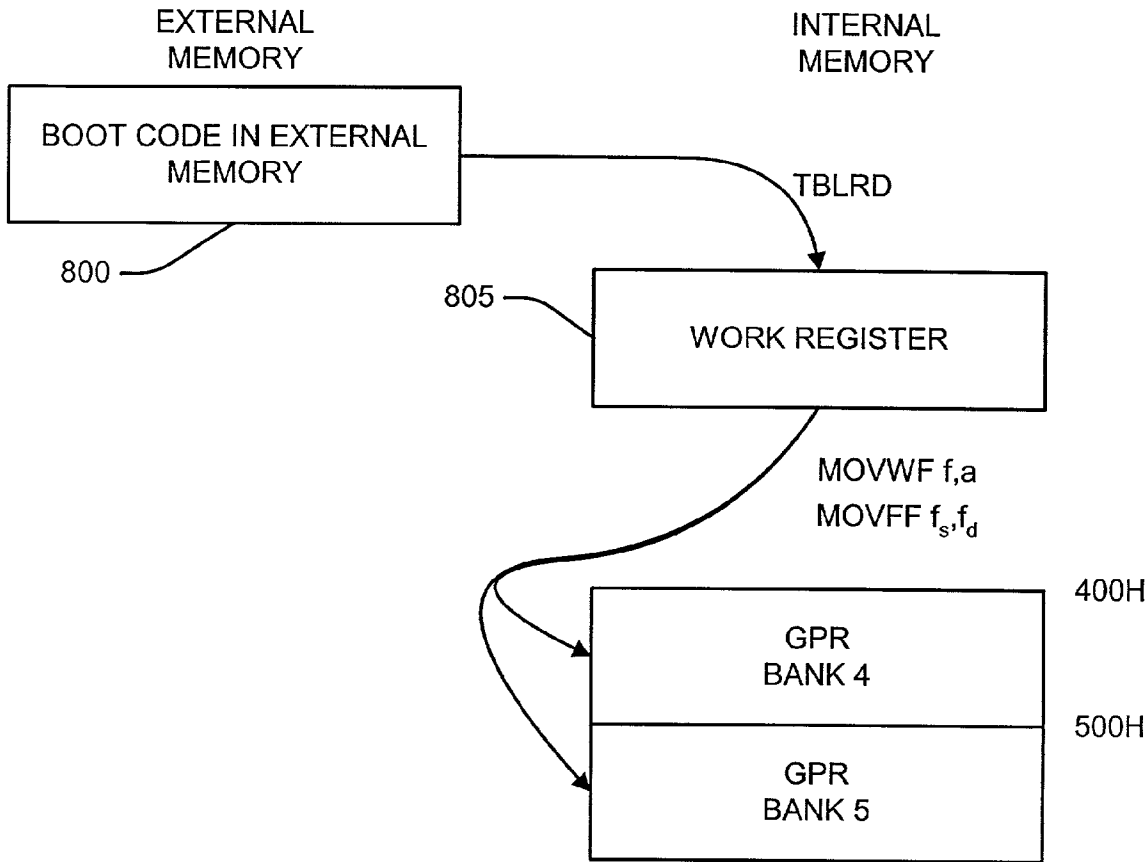 EXTERNAL
MEMORY
INTERNAL
MEMORY
BOOT CODE IN EXTERNAL
MEMORY
TBLRD
800
805
WORK REGISTER
MOVWF f,a
MOVFF fₛ,f_d
400H
GPR
BANK 4
500H
GPR
BANK 5